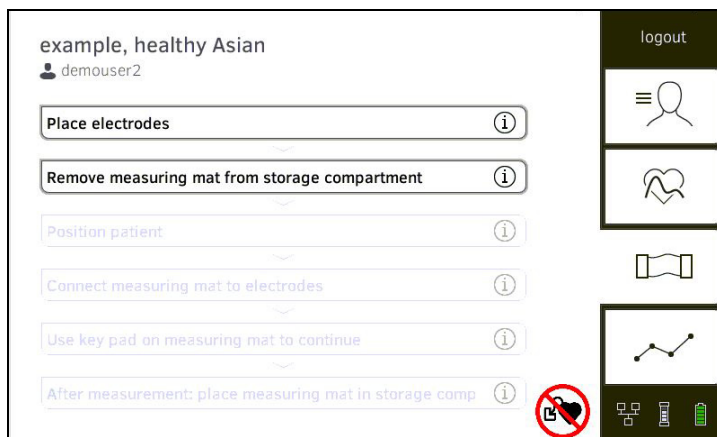 example, healthy Asian
demouser2
logout
Place electrodes
Remove measuring mat from storage compartment
Position patient
Connect measuring mat to electrodes
Use key pad on measuring mat to continue
After measurement: place measuring mat in storage comp